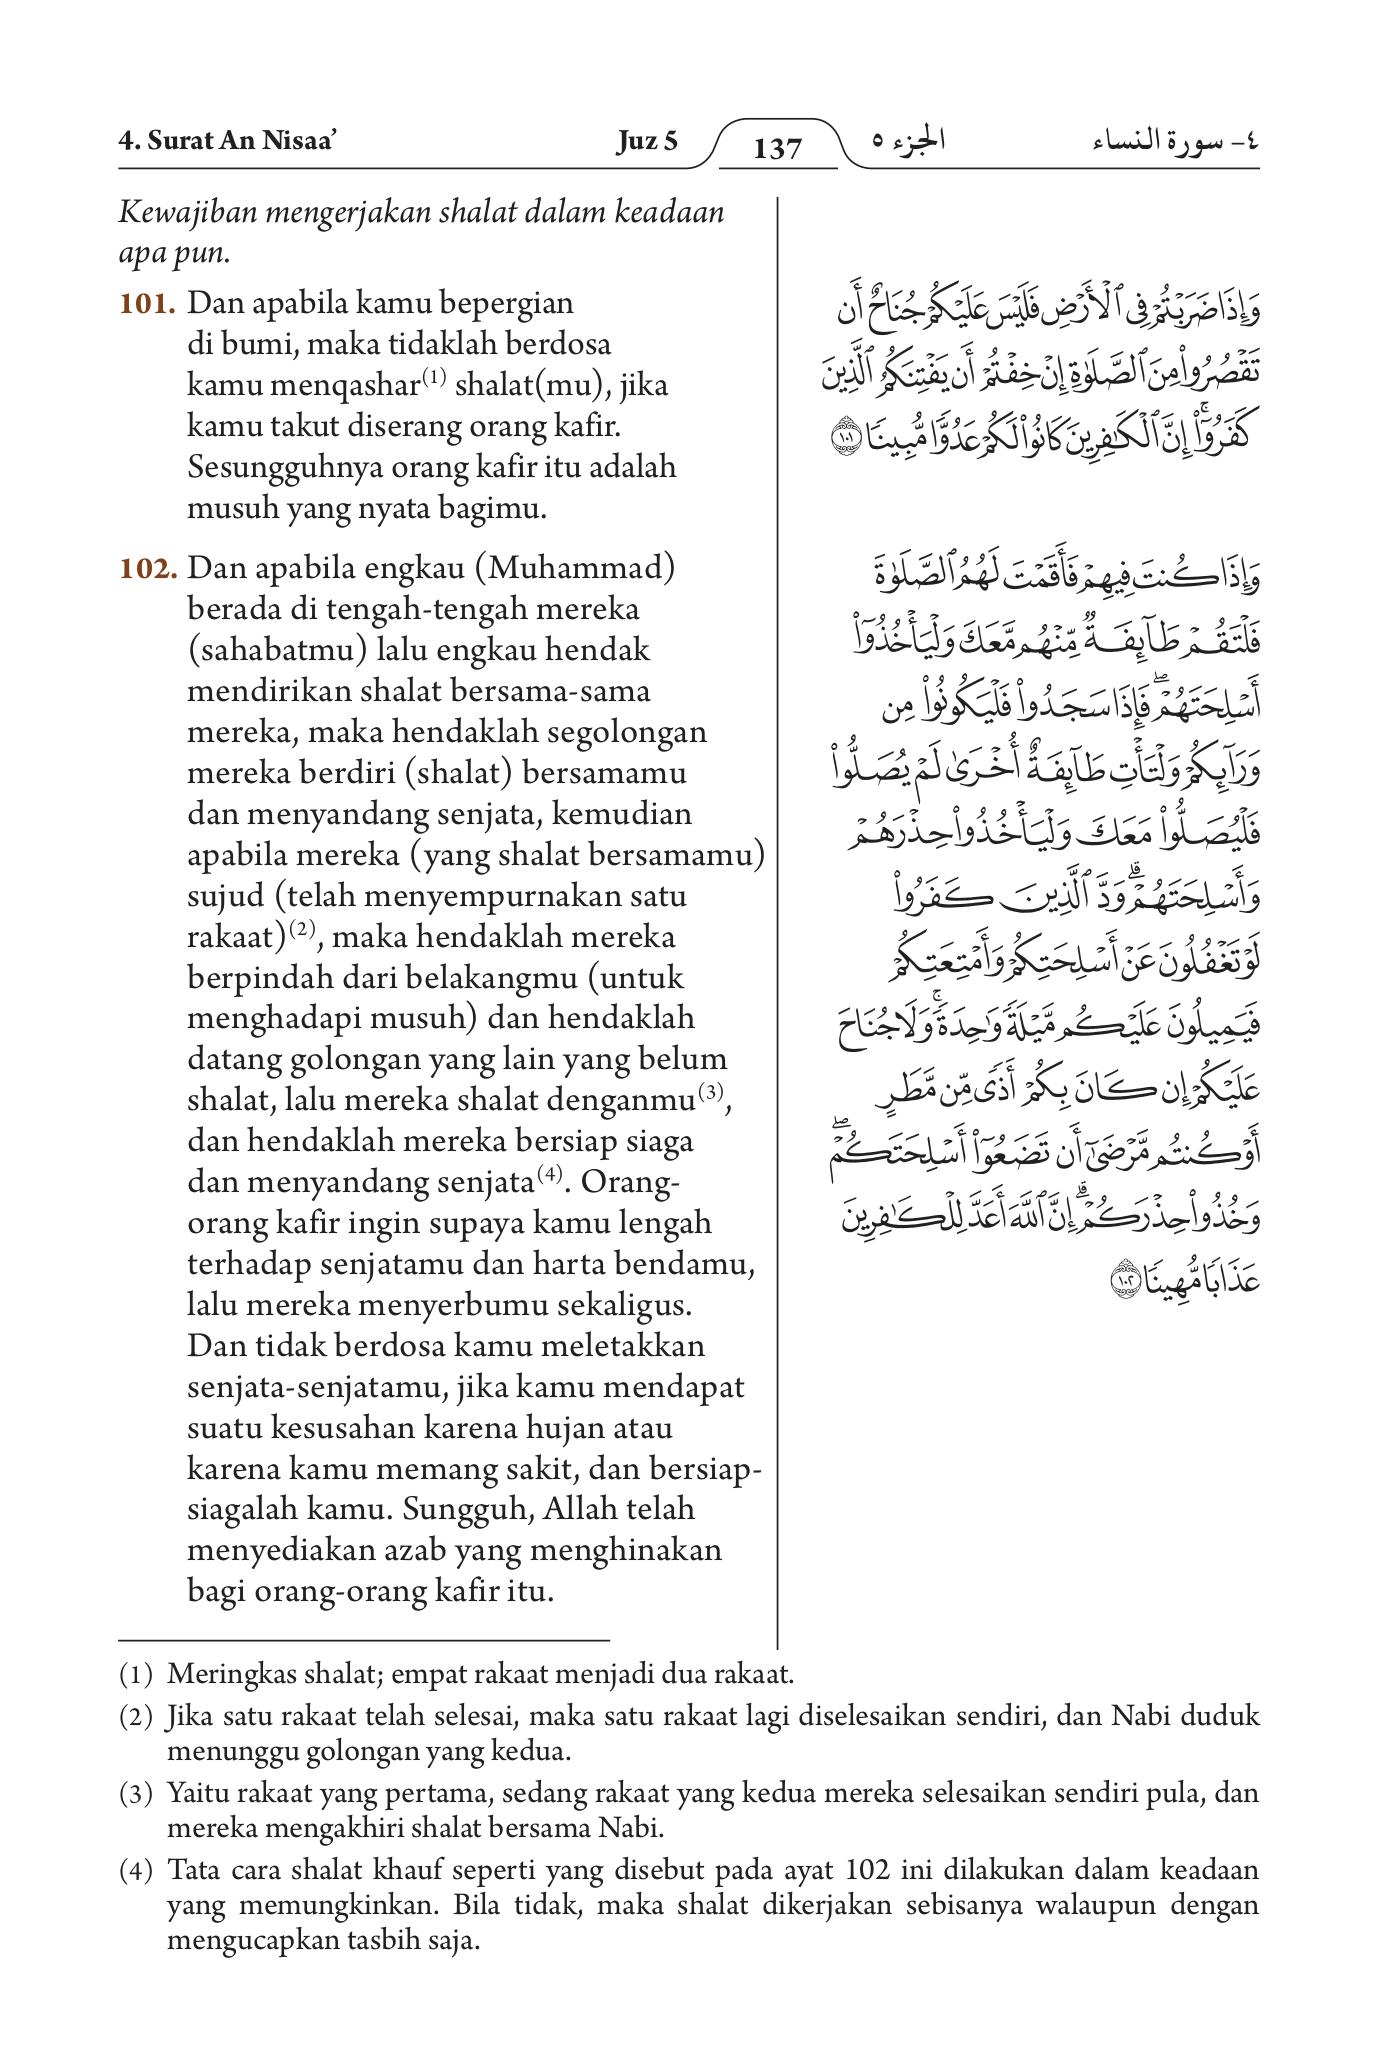 4. Surat An Nisaa’ Juz 5 137 الجزء ٥ ٤- سورة النساء
Kewajiban mengerjakan shalat dalam keadaan
apa pun.
101. Dan apabila kamu bepergian
di bumi, maka tidaklah berdosa
kamu menqashar(1) shalat(mu), jika
kamu takut diserang orang kafir.
Sesungguhnya orang kafir itu adalah
musuh yang nyata bagimu.
102. Dan apabila engkau (Muhammad)
berada di tengah-tengah mereka
(sahabatmu) lalu engkau hendak
mendirikan shalat bersama-sama
mereka, maka hendaklah segolongan
mereka berdiri (shalat) bersamamu
dan menyandang senjata, kemudian
apabila mereka (yang shalat bersamamu)
sujud (telah menyempurnakan satu
rakaat)(2), maka hendaklah mereka
berpindah dari belakangmu (untuk
menghadapi musuh) dan hendaklah
datang golongan yang lain yang belum
shalat, lalu mereka shalat denganmu(3),
dan hendaklah mereka bersiap siaga
dan menyandang senjata(4). Orang-
orang kafir ingin supaya kamu lengah
terhadap senjatamu dan harta bendamu,
lalu mereka menyerbumu sekaligus.
Dan tidak berdosa kamu meletakkan
senjata-senjatamu, jika kamu mendapat
suatu kesusahan karena hujan atau
karena kamu memang sakit, dan bersiap-
siagalah kamu. Sungguh, Allah telah
menyediakan azab yang menghinakan
bagi orang-orang kafir itu.
وَإِذَا ضَرَبْتُمْ فِي ٱلْأَرْضِ فَلَيْسَ عَلَيْكُمْ جُنَاحٌ أَن
تَقْصُرُوا۟ مِنَ ٱلصَّلَوٰةِ إِنْ خِفْتُمْ أَن يَفْتِنَكُمُ ٱلَّذِينَ
كَفَرُوٓا۟ ۚ إِنَّ ٱلْكَٰفِرِينَ كَانُوا۟ لَكُمْ عَدُوًّا مُّبِينًا ١٠١
وَإِذَا كُنتَ فِيهِمْ فَأَقَمْتَ لَهُمُ ٱلصَّلَوٰةَ
فَلْتَقُمْ طَآئِفَةٌ مِّنْهُم مَّعَكَ وَلْيَأْخُذُوٓا۟
أَسْلِحَتَهُمْ ۖ فَإِذَا سَجَدُوا۟ فَلْيَكُونُوا۟ مِن
وَرَآئِكُمْ وَلْتَأْتِ طَآئِفَةٌ أُخْرَىٰ لَمْ يُصَلُّوا۟
فَلْيُصَلُّوا۟ مَعَكَ وَلْيَأْخُذُوا۟ حِذْرَهُمْ
وَأَسْلِحَتَهُمْ ۗ وَدَّ ٱلَّذِينَ كَفَرُوا۟
لَوْ تَغْفُلُونَ عَنْ أَسْلِحَتِكُمْ وَأَمْتِعَتِكُمْ
فَيَمِيلُونَ عَلَيْكُم مَّيْلَةً وَٰحِدَةً ۚ وَلَا جُنَاحَ
عَلَيْكُمْ إِن كَانَ بِكُمْ أَذًى مِّن مَّطَرٍ
أَوْ كُنتُم مَّرْضَىٰٓ أَن تَضَعُوٓا۟ أَسْلِحَتَكُمْ ۖ
وَخُذُوا۟ حِذْرَكُمْ ۗ إِنَّ ٱللَّهَ أَعَدَّ لِلْكَٰفِرِينَ
عَذَابًا مُّهِينًا ١٠٢
(1) Meringkas shalat; empat rakaat menjadi dua rakaat.
(2) Jika satu rakaat telah selesai, maka satu rakaat lagi diselesaikan sendiri, dan Nabi duduk
menunggu golongan yang kedua.
(3) Yaitu rakaat yang pertama, sedang rakaat yang kedua mereka selesaikan sendiri pula, dan
mereka mengakhiri shalat bersama Nabi.
(4) Tata cara shalat khauf seperti yang disebut pada ayat 102 ini dilakukan dalam keadaan
yang memungkinkan. Bila tidak, maka shalat dikerjakan sebisanya walaupun dengan
mengucapkan tasbih saja.